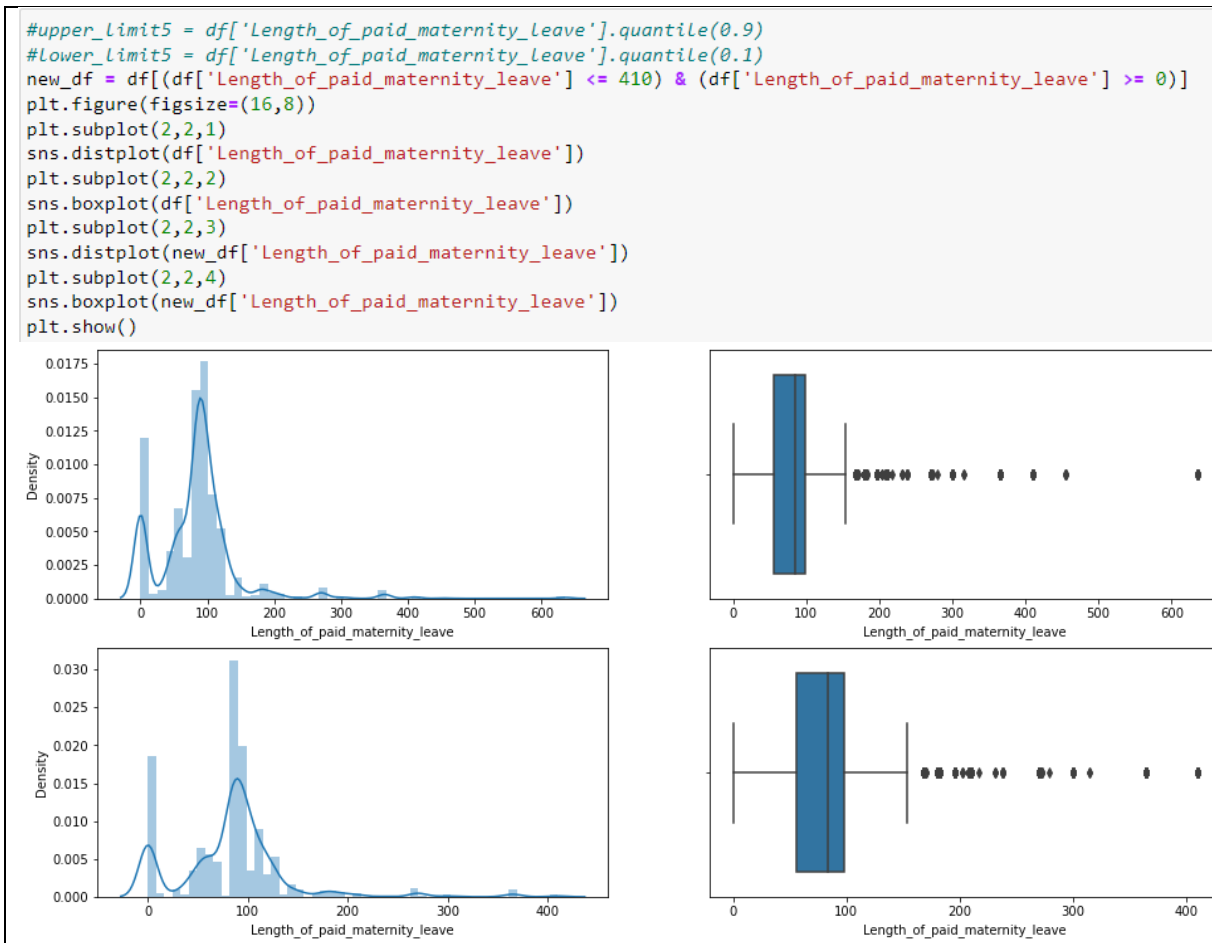 #upper_limit5 = df['Length_of_paid_maternity_leave'].quantile(0.9)
#lower_limit5 = df['Length_of_paid_maternity_leave'].quantile(0.1)
new_df = df[(df['Length_of_paid_maternity_leave'] <= 410) & (df['Length_of_paid_maternity_leave'] >= 0)]
plt.figure(figsize=(16,8))
plt.subplot(2,2,1)
sns.distplot(df['Length_of_paid_maternity_leave'])
plt.subplot(2,2,2)
sns.boxplot(df['Length_of_paid_maternity_leave'])
plt.subplot(2,2,3)
sns.distplot(new_df['Length_of_paid_maternity_leave'])
plt.subplot(2,2,4)
sns.boxplot(new_df['Length_of_paid_maternity_leave'])
plt.show()
0.0175
0.0150
0.0125
0.0100
0.0075
0.0050
0.0025
0.0000
Density
0 100 200 300 400 500 600
Length_of_paid_maternity_leave
0 100 200 300 400 500 600
Length_of_paid_maternity_leave
0.030
0.025
0.020
0.015
0.010
0.005
0.000
Density
0 100 200 300 400
Length_of_paid_maternity_leave
0 100 200 300 400
Length_of_paid_maternity_leave